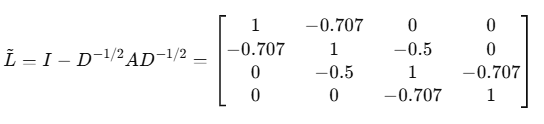 L̃ = I − D^{−1/2}AD^{−1/2} = [
1 −0.707 0 0
−0.707 1 −0.5 0
0 −0.5 1 −0.707
0 0 −0.707 1
]